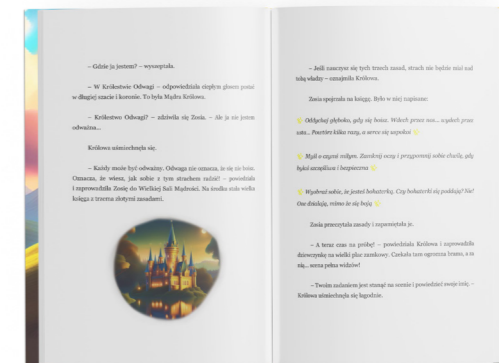 – Gdzie ja jestem? – wyszeptała.
– W Królestwie Odwagi – odpowiedziała ciepłym głosem postać
w długiej szacie i koronie. To była Mądra Królowa.
– Królestwo Odwagi? – zdziwiła się Zosia. – Ale ja nie jestem
odważna...
Królowa uśmiechnęła się.
– Każdy może być odważny. Odwaga nie oznacza, że się nie boisz.
Oznacza, że wiesz, jak sobie z tym strachem radzić! – powiedziała
i zaprowadziła Zosię do Wielkiej Sali Mądrości. Na środku stała wielka
księga z trzema złotymi zasadami.
– Jeśli nauczysz się tych trzech zasad, strach nie będzie miał nad
tobą władzy – oznajmiła Królowa.
Zosia spojrzała na księgę. Było w niej napisane:
Oddychaj głęboko, gdy się boisz. Wdech przez nos... wydech przez
usta... Powtórz kilka razy, a serce się uspokoi
Myśl o czymś miłym. Zamknij oczy i przypomnij sobie chwilę, gdy
byłaś szczęśliwa i bezpieczna
Wyobraź sobie, że jesteś bohaterką. Czy bohaterki się poddają? Nie!
One działają, mimo że się boją
Zosia przeczytała zasady i zapamiętała je.
– A teraz czas na próbę! – powiedziała Królowa i zaprowadziła
dziewczynkę na wielki plac zamkowy. Czekała tam ogromna brama, a za
nią... scena pełna widzów!
– Twoim zadaniem jest stanąć na scenie i powiedzieć swoje imię. –
Królowa uśmiechnęła się łagodnie.